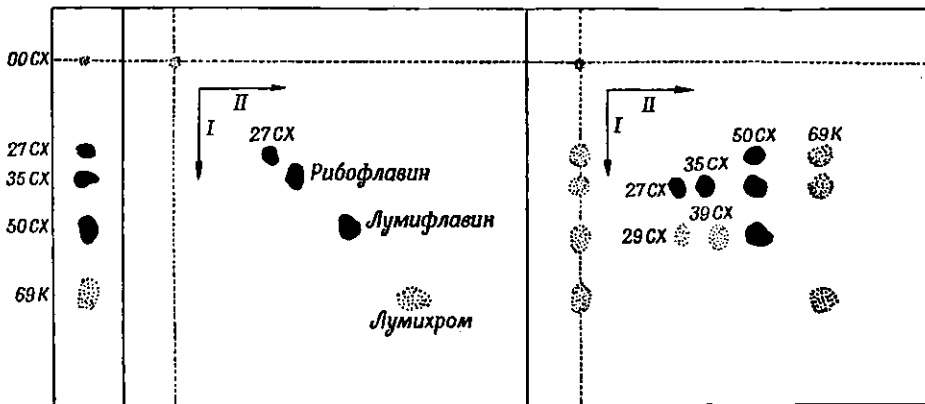 00 СХ
27 СХ
35 СХ
50 СХ
69 К
II
I
27 СХ
Рибофлавин
Лумифлавин
Лумихром
II
I
50 СХ
69 К
35 СХ
27 СХ
39 СХ
29 СХ